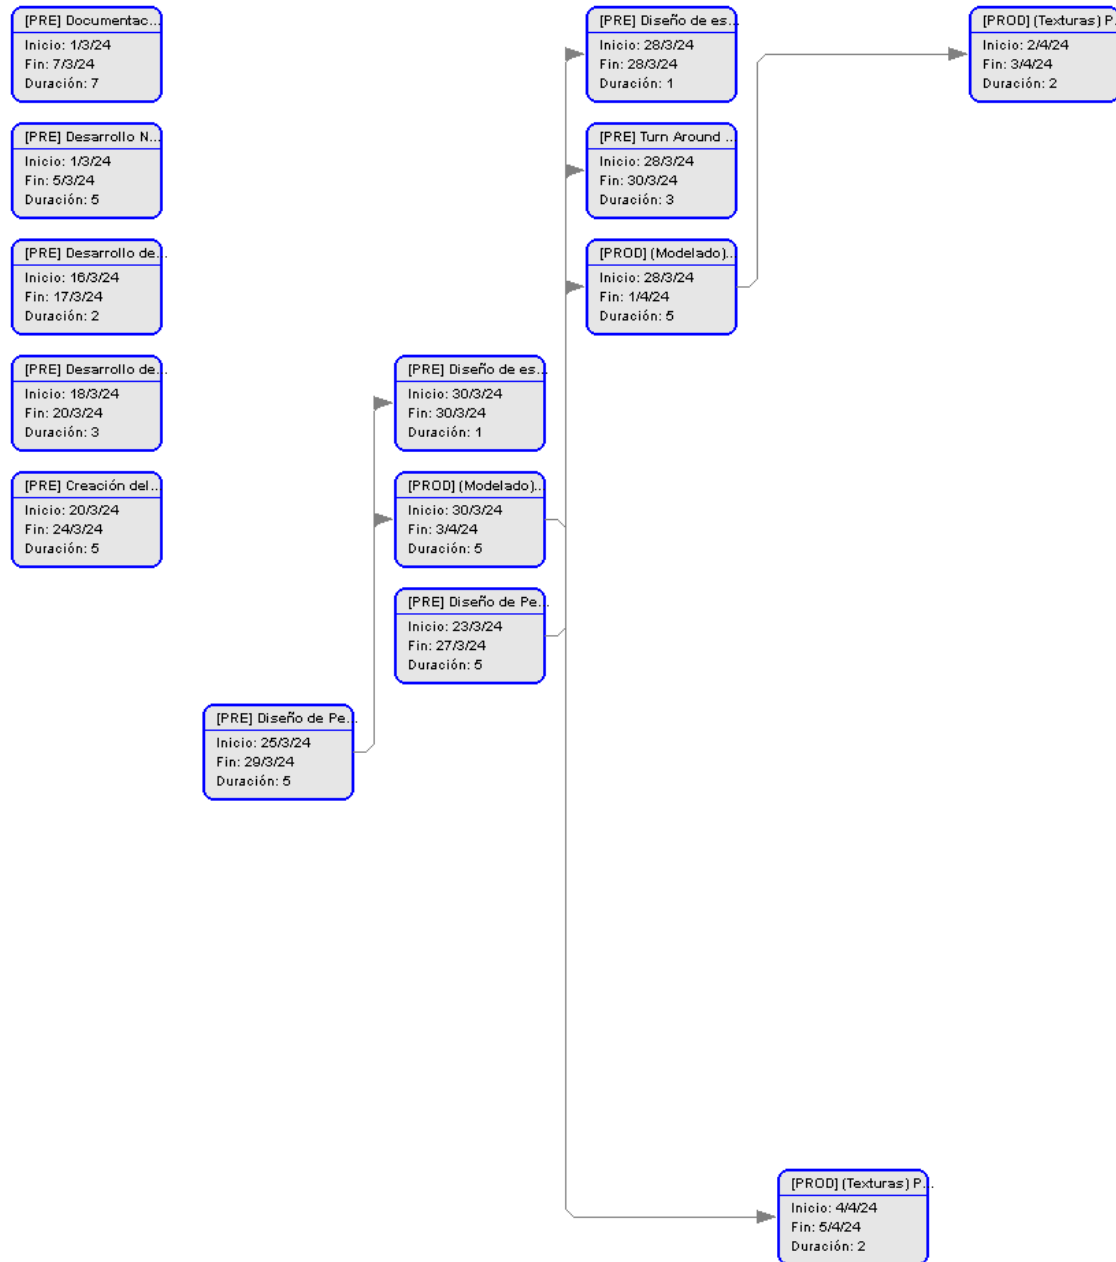 [PRE] Documentac...
Inicio: 1/3/24
Fin: 7/3/24
Duración: 7
[PRE] Desarrollo N...
Inicio: 1/3/24
Fin: 5/3/24
Duración: 5
[PRE] Desarrollo de...
Inicio: 16/3/24
Fin: 17/3/24
Duración: 2
[PRE] Desarrollo de...
Inicio: 18/3/24
Fin: 20/3/24
Duración: 3
[PRE] Creación del...
Inicio: 20/3/24
Fin: 24/3/24
Duración: 5
[PRE] Diseño de Pe...
Inicio: 25/3/24
Fin: 29/3/24
Duración: 5
[PRE] Diseño de es...
Inicio: 30/3/24
Fin: 30/3/24
Duración: 1
[PROD] (Modelado)...
Inicio: 30/3/24
Fin: 3/4/24
Duración: 5
[PRE] Diseño de Pe...
Inicio: 23/3/24
Fin: 27/3/24
Duración: 5
[PRE] Diseño de es...
Inicio: 28/3/24
Fin: 28/3/24
Duración: 1
[PRE] Turn Around ...
Inicio: 28/3/24
Fin: 30/3/24
Duración: 3
[PROD] (Modelado)...
Inicio: 28/3/24
Fin: 1/4/24
Duración: 5
[PROD] (Texturas) P...
Inicio: 4/4/24
Fin: 5/4/24
Duración: 2
[PROD] (Texturas) P...
Inicio: 2/4/24
Fin: 3/4/24
Duración: 2